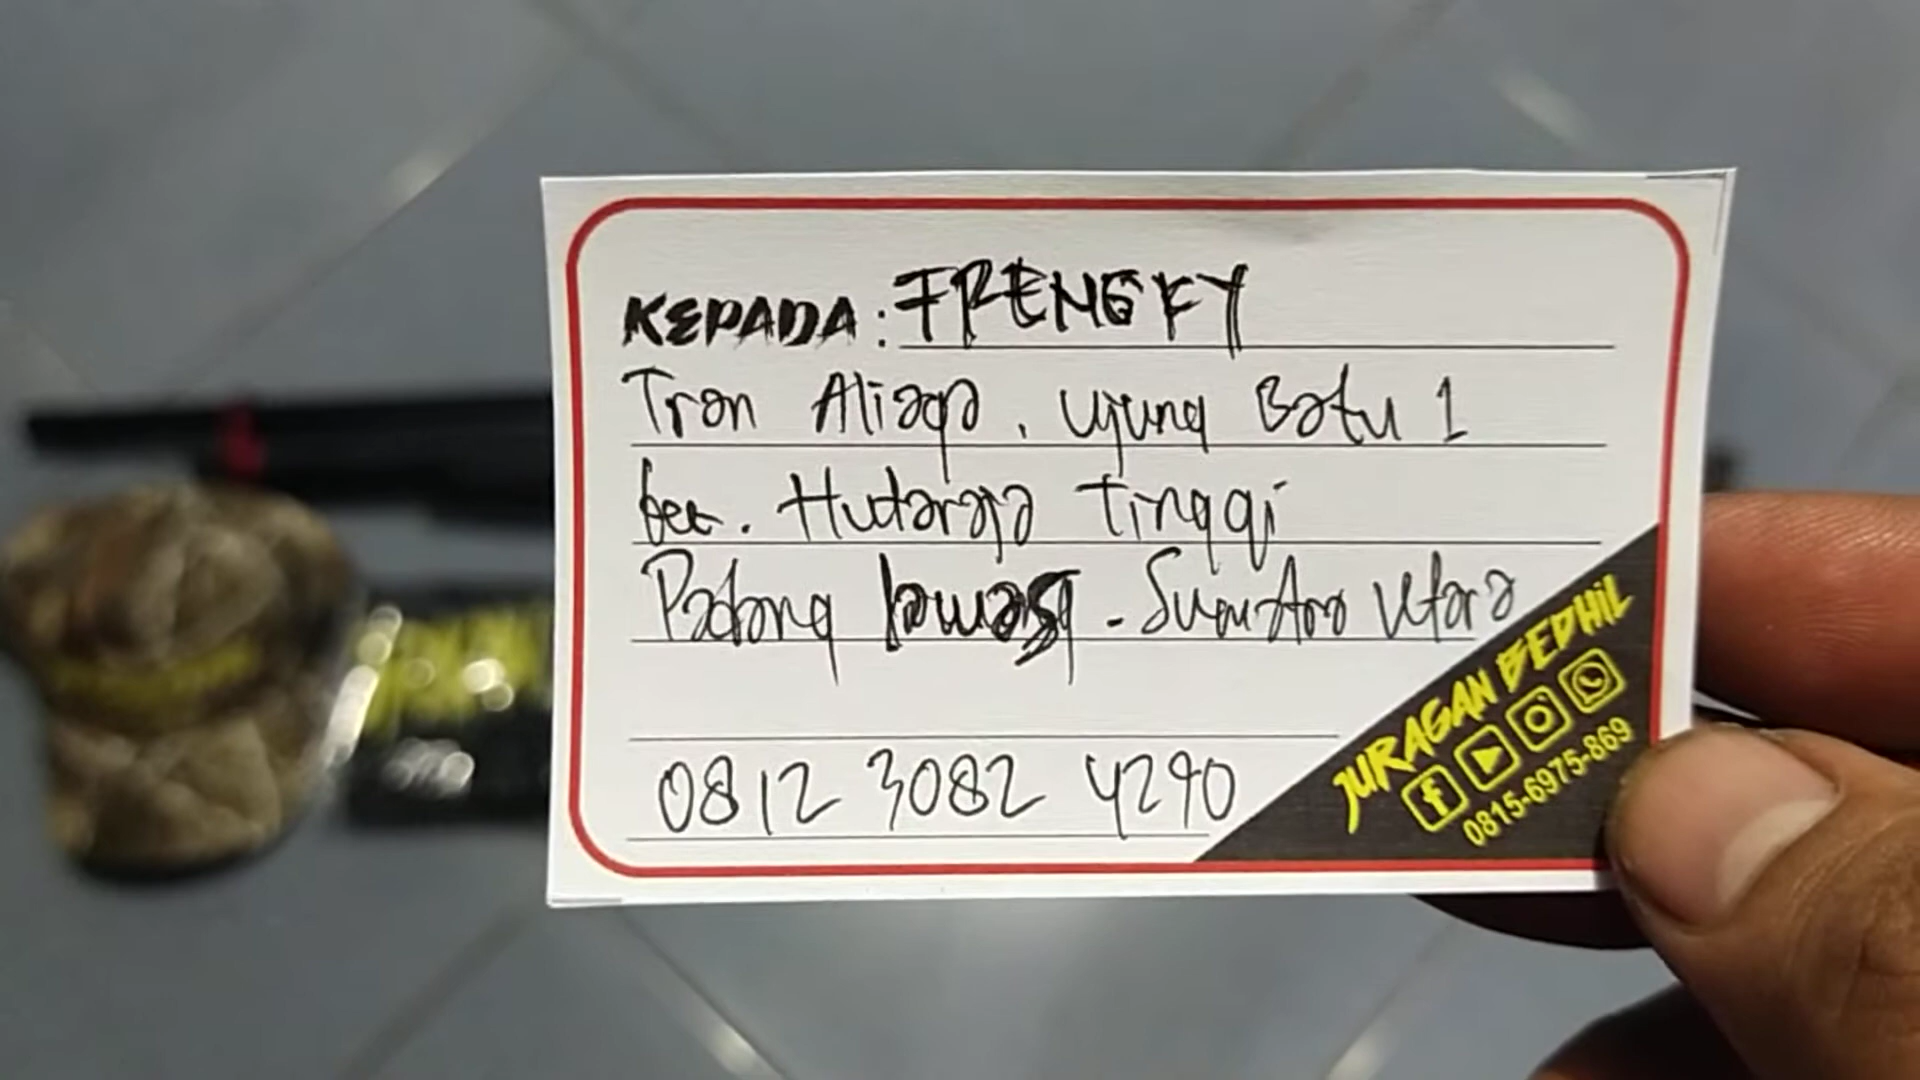 KEPADA: FRENGKY
Tron Aliaga, Ujung Batu 1
kec. Hutaraja Tinggi
Padang lawas - Sumatra Utara
0812 3082 4290
JURAGAN BEDHIL
0815-6975-869